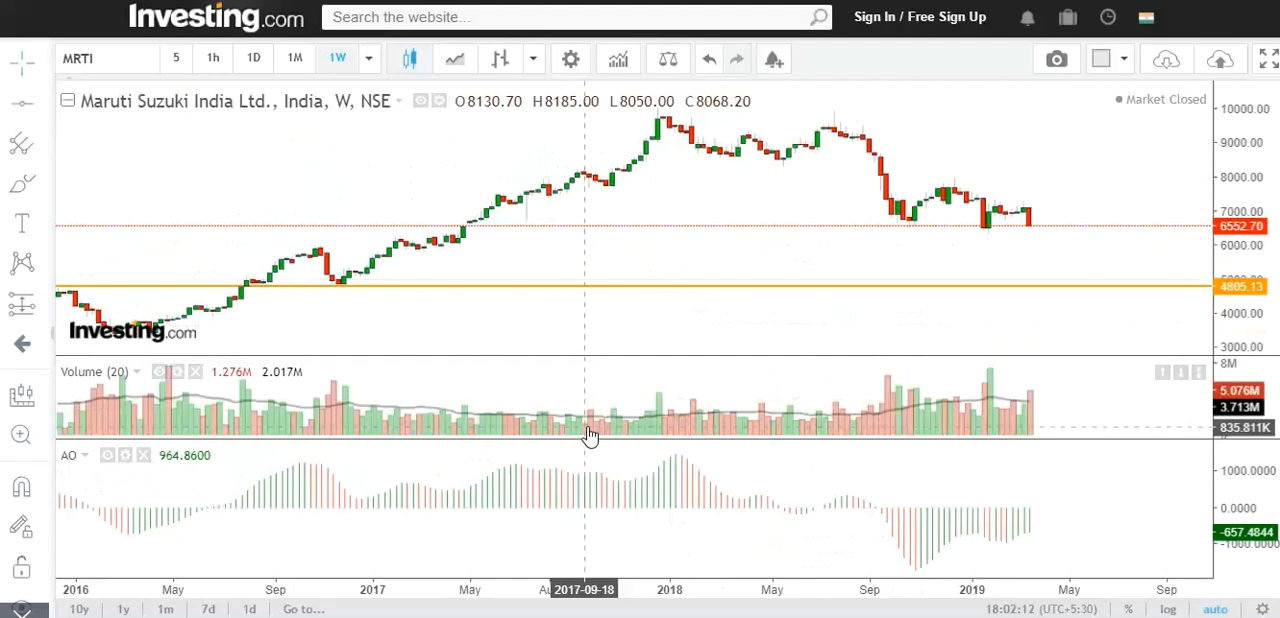 Investing.com
Search the website...
Sign In / Free Sign Up
MRTI 5 1h 1D 1M 1W
Maruti Suzuki India Ltd., India, W, NSE O8130.70 H8185.00 L8050.00 C8068.20
Market Closed
10000.00
9000.00
8000.00
7000.00
6552.70
6000.00
4805.13
4000.00
3000.00
Investing.com
Volume (20) 1.276M 2.017M
8M
5.076M
3.713M
835.811K
AO 964.8600
1000.0000
0.0000
-657.4844
-1000.0000
2016 May Sep 2017 May 2017-09-18 2018 May Sep 2019 May Sep
10y 1y 1m 7d 1d Go to... 18:02:12 (UTC+5:30) % log auto